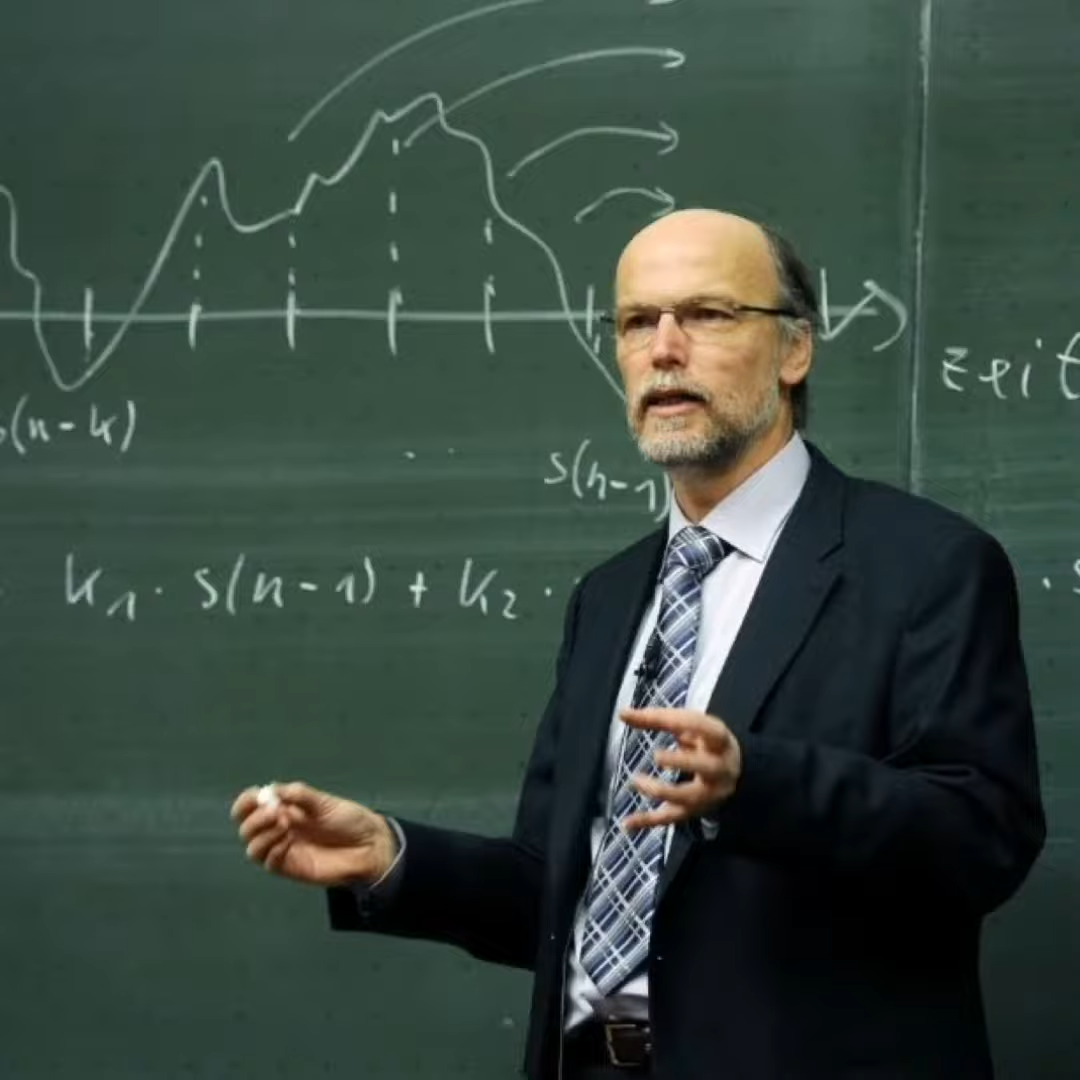 Zeit
s(n-k)
s(n-1)
k₁ · s(n-1) + k₂ ·
· s